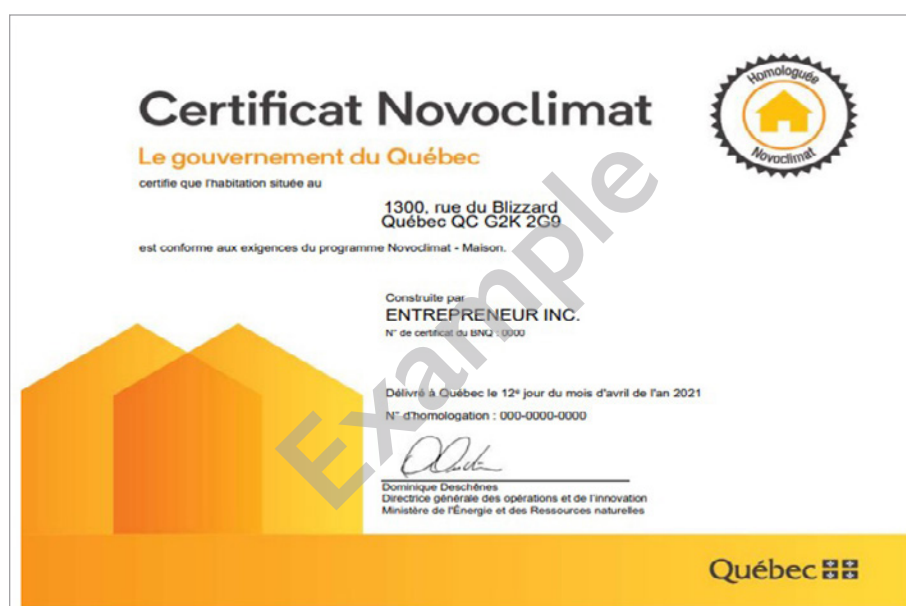 Certificat Novoclimat
Homologuée
Novoclimat
Le gouvernement du Québec
certifie que l'habitation située au
1300, rue du Blizzard
Québec QC G2K 2G9
est conforme aux exigences du programme Novoclimat - Maison.
Construite par
ENTREPRENEUR INC.
N° de certificat du BNQ : 0000
Délivré à Québec le 12e jour du mois d'avril de l'an 2021
N° d'homologation : 000-0000-0000
Dominique Deschênes
Directrice générale des opérations et de l'innovation
Ministère de l'Énergie et des Ressources naturelles
Example
Québec